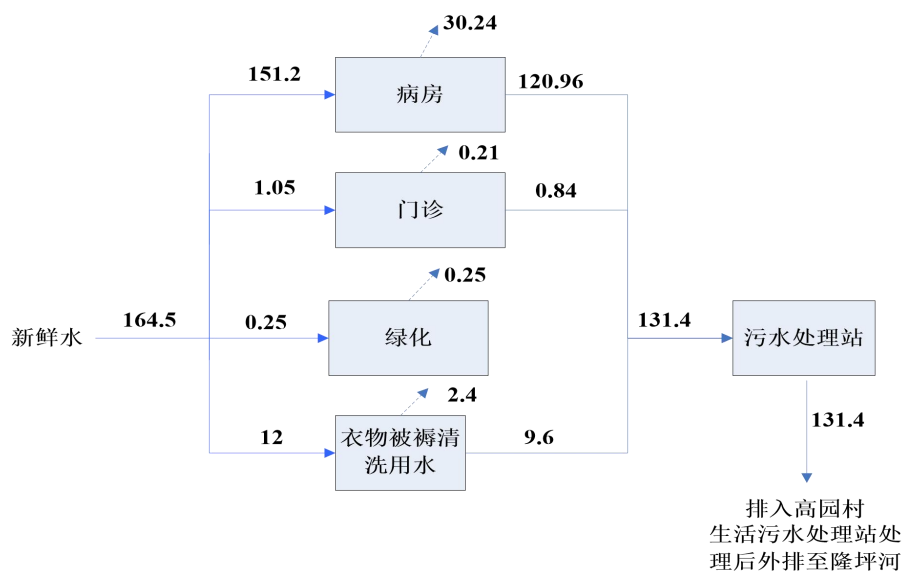 30.24
151.2
病房
120.96
0.21
1.05
门诊
0.84
0.25
新鲜水
164.5
0.25
绿化
131.4
污水处理站
2.4
12
衣物被褥清
洗用水
9.6
131.4
排入高园村
生活污水处理站处
理后外排至隆坪河